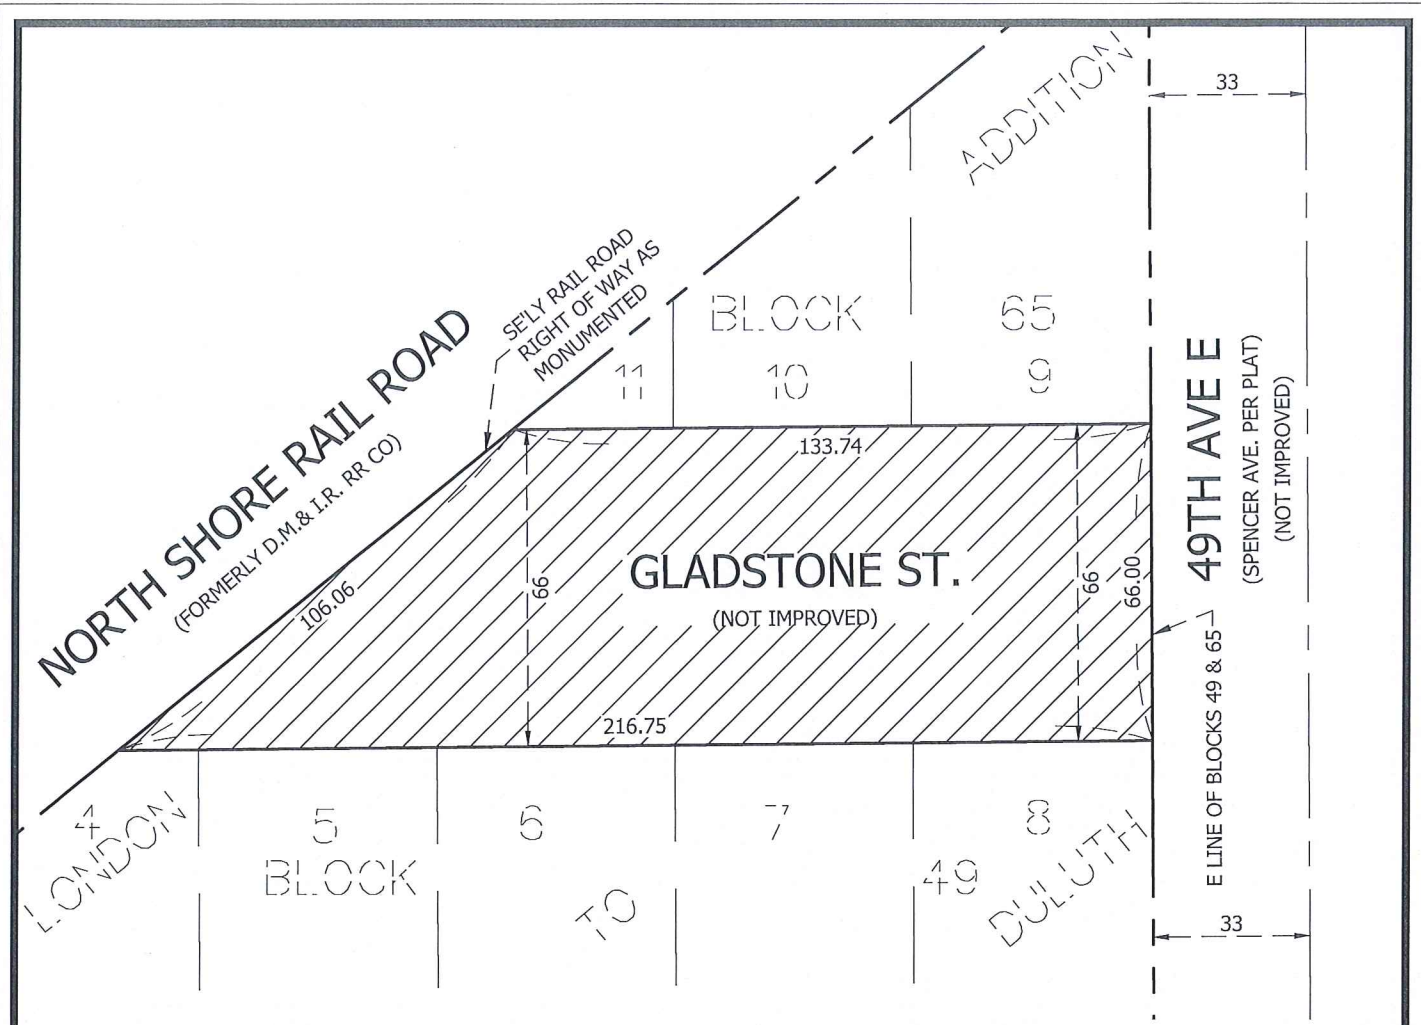 33
ADDITION
SE'LY RAIL ROAD
RIGHT OF WAY AS
MONUMENTED
NORTH SHORE RAIL ROAD
(FORMERLY D.M.& I.R. RR CO)
BLOCK 65
11 10 9
133.74
49TH AVE E
(SPENCER AVE. PER PLAT)
(NOT IMPROVED)
GLADSTONE ST.
(NOT IMPROVED)
106.06
66
66
66.00
216.75
E LINE OF BLOCKS 49 & 65
4 5 6 7 8
BLOCK 49
LONDON
TO
DULUTH
33